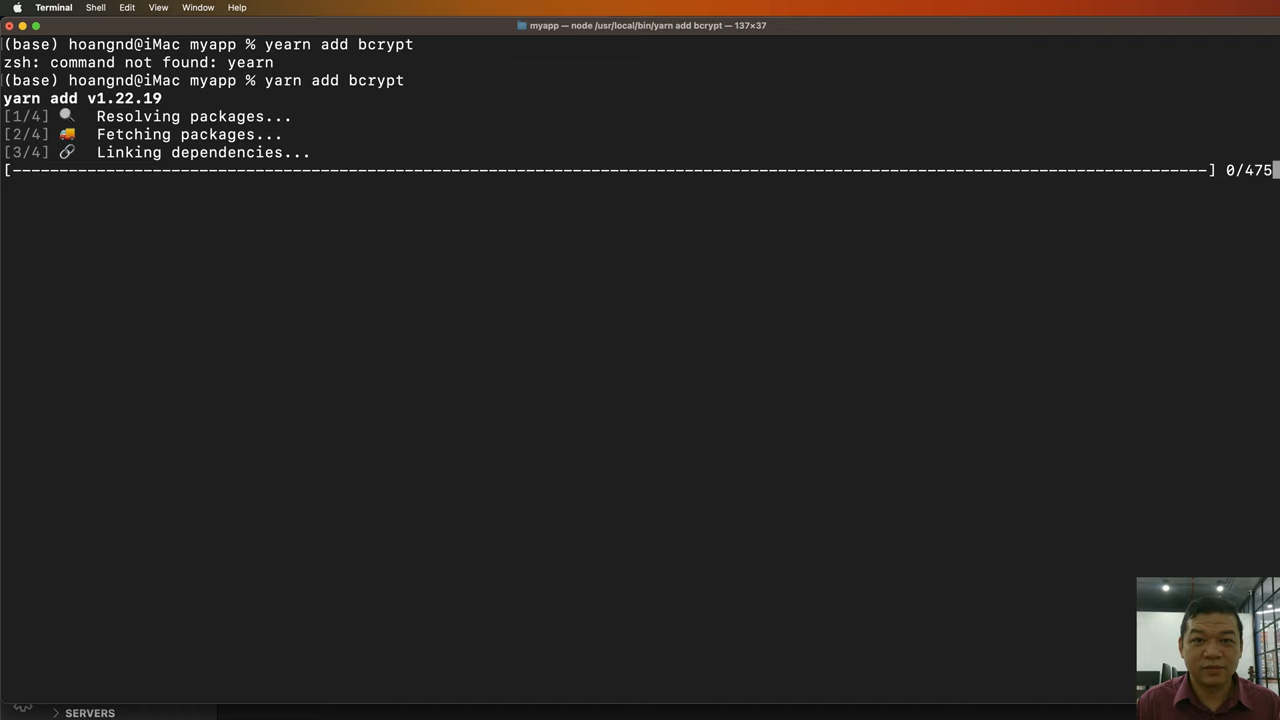 Terminal Shell Edit View Window Help
myapp — node /usr/local/bin/yarn add bcrypt — 137×37
(base) hoangnd@iMac myapp % yearn add bcrypt
zsh: command not found: yearn
(base) hoangnd@iMac myapp % yarn add bcrypt
yarn add v1.22.19
[1/4] 🔍 Resolving packages...
[2/4] 🚚 Fetching packages...
[3/4] 🔗 Linking dependencies...
[--------------------------------------------------------------------------------------------------------------------------------] 0/475
SERVERS